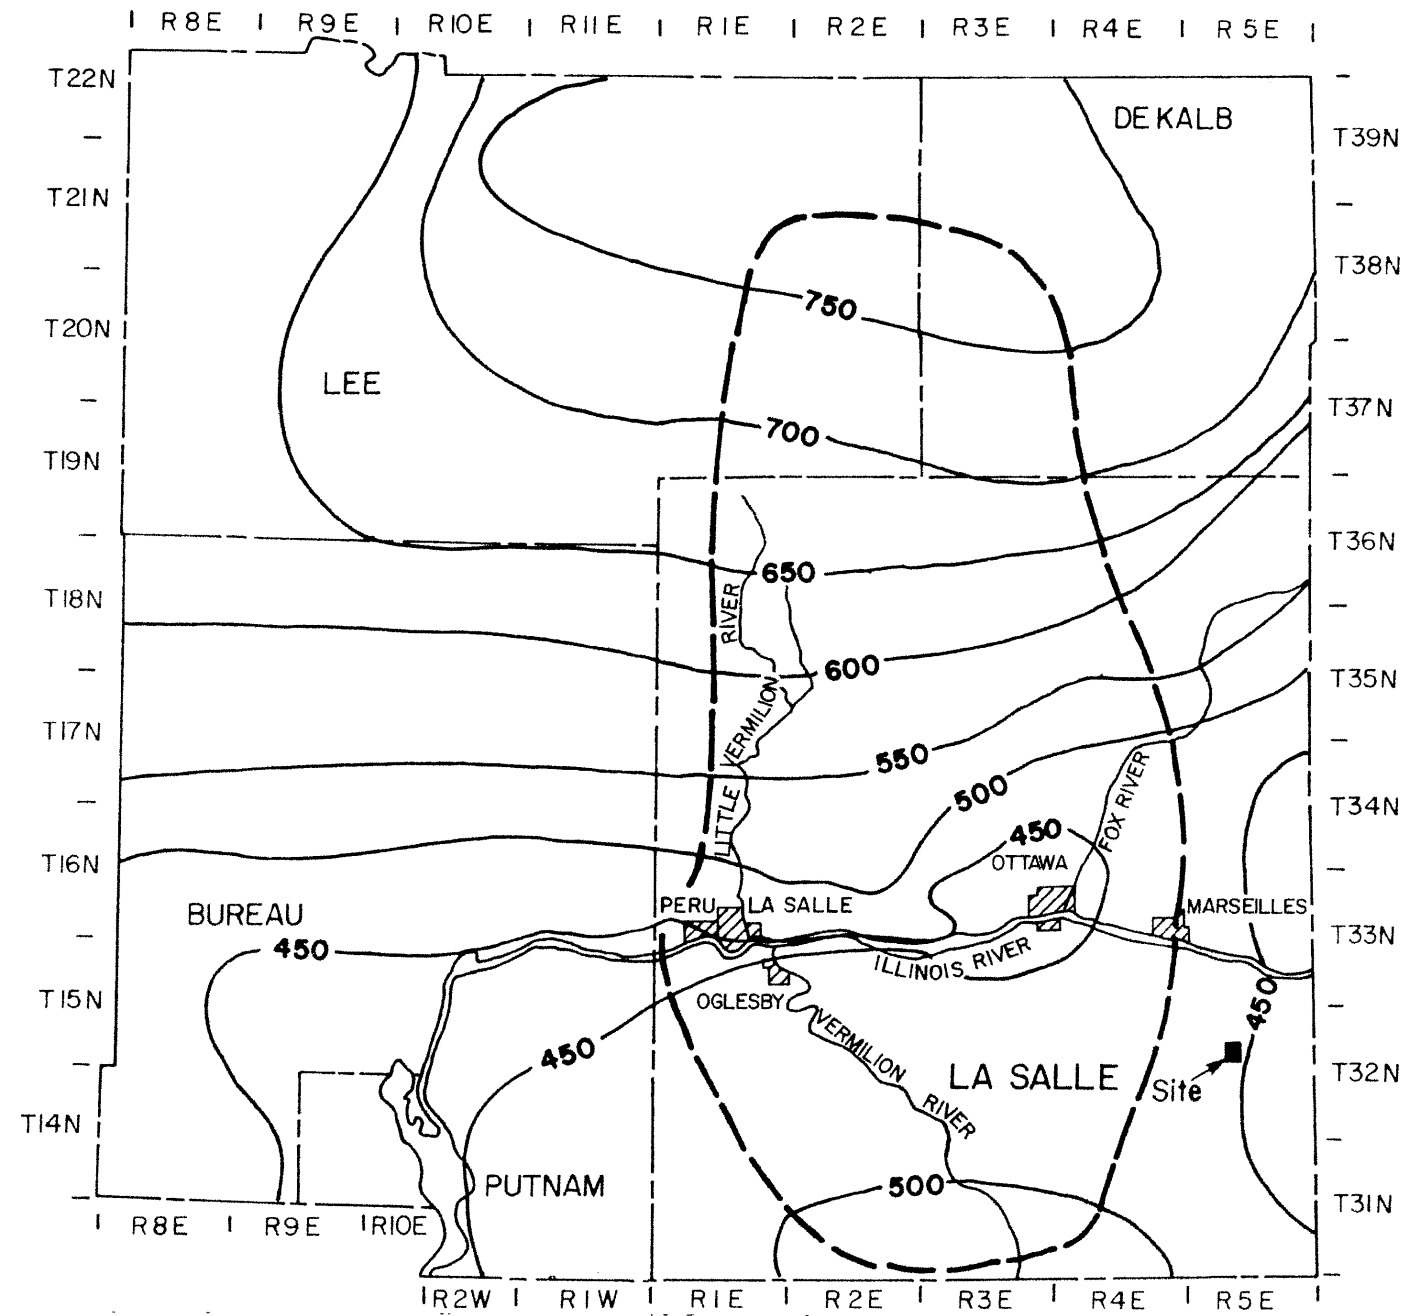 R8E R9E R10E R11E R1E R2E R3E R4E R5E
T22N
DE KALB
T39N
T21N
T38N
750
T20N
LEE
T37N
700
T19N
T36N
650
T18N
RIVER
600
T35N
VERMILION
T17N
550
500
T34N
LITTLE
FOX RIVER
450
OTTAWA
T16N
PERU
LA SALLE
MARSEILLES
BUREAU
T33N
450
ILLINOIS RIVER
T15N
OGLESBY
450
VERMILION
450
LA SALLE
T32N
Site
T14N
RIVER
PUTNAM
500
T31N
R8E R9E R10E
R2W R1W R1E R2E R3E R4E R5E